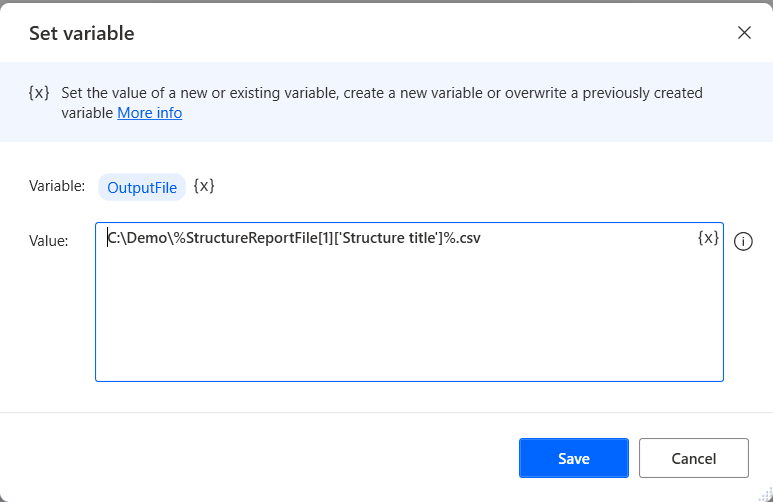 Set variable
{x} Set the value of a new or existing variable, create a new variable or overwrite a previously created
variable More info
Variable: OutputFile {x}
Value: C:\Demo\%StructureReportFile[1]['Structure title']%.csv {x}
Save Cancel